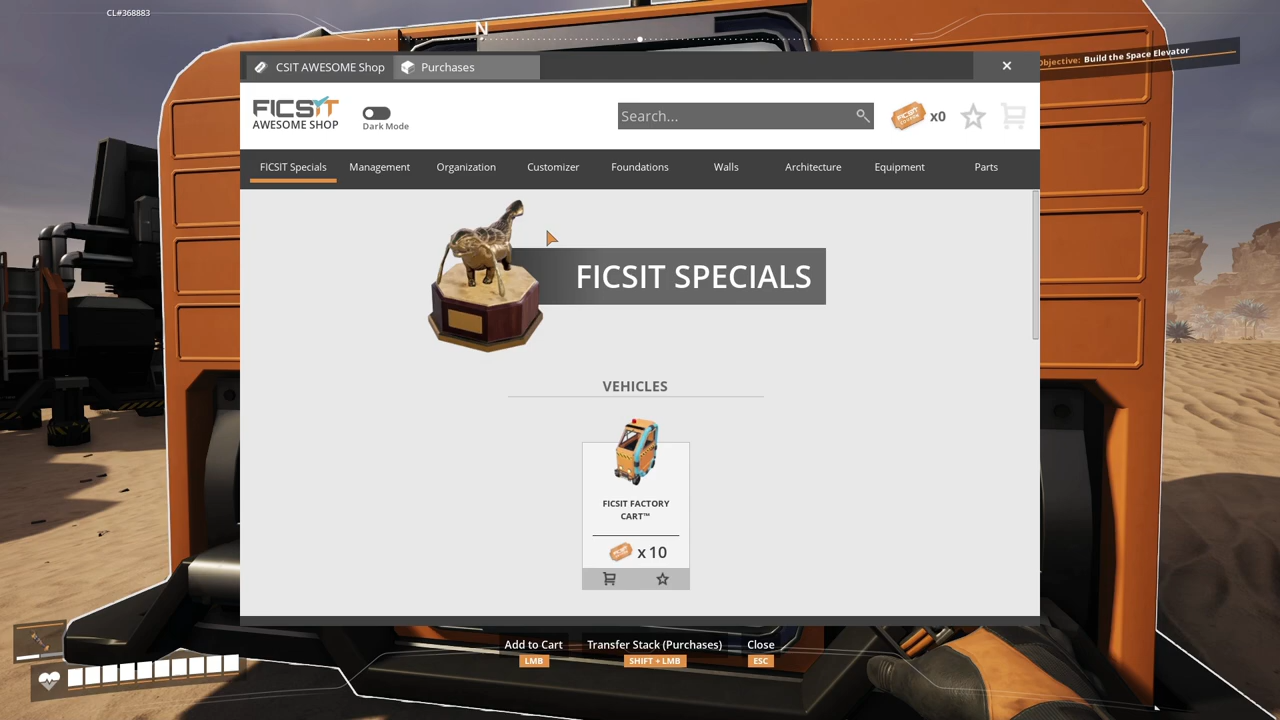 CL#368883
N
Objective: Build the Space Elevator
CSIT AWESOME Shop
Purchases
FICSIT
AWESOME SHOP
Dark Mode
Search...
x0
FICSIT Specials
Management
Organization
Customizer
Foundations
Walls
Architecture
Equipment
Parts
FICSIT SPECIALS
VEHICLES
FICSIT FACTORY
CART™
x 10
Add to Cart
Transfer Stack (Purchases)
Close
LMB
SHIFT + LMB
ESC